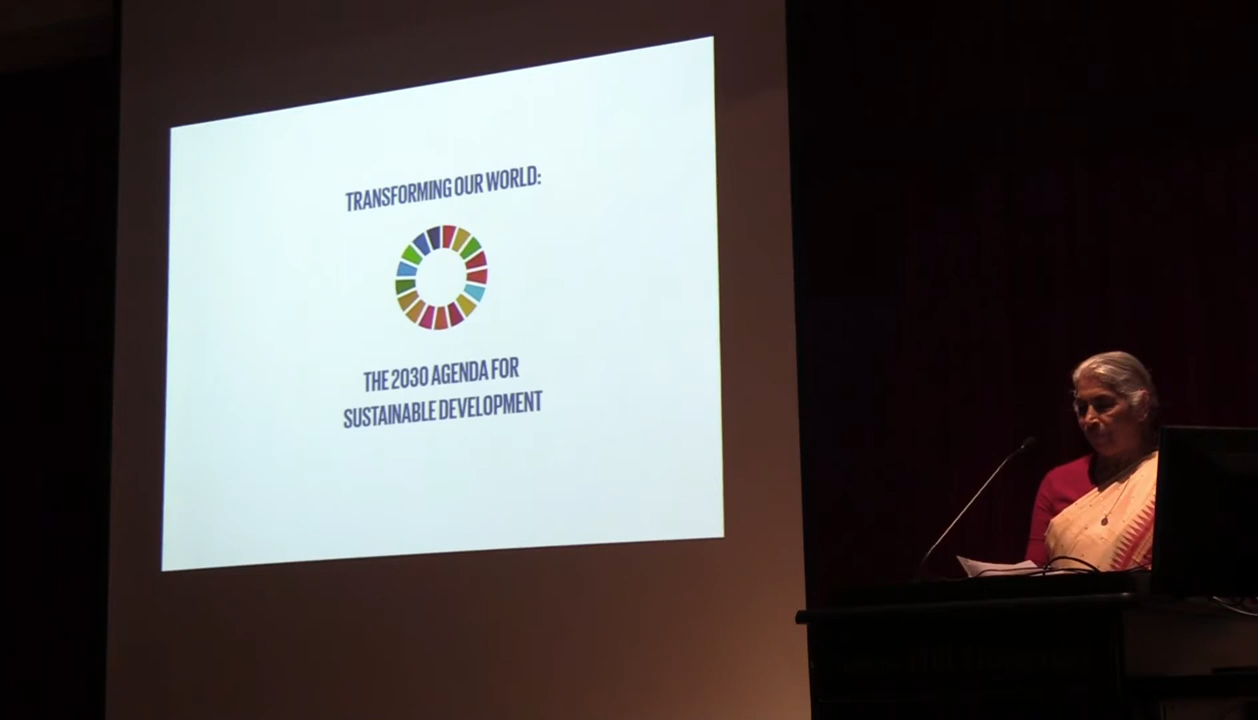 TRANSFORMING OUR WORLD:
THE 2030 AGENDA FOR
SUSTAINABLE DEVELOPMENT